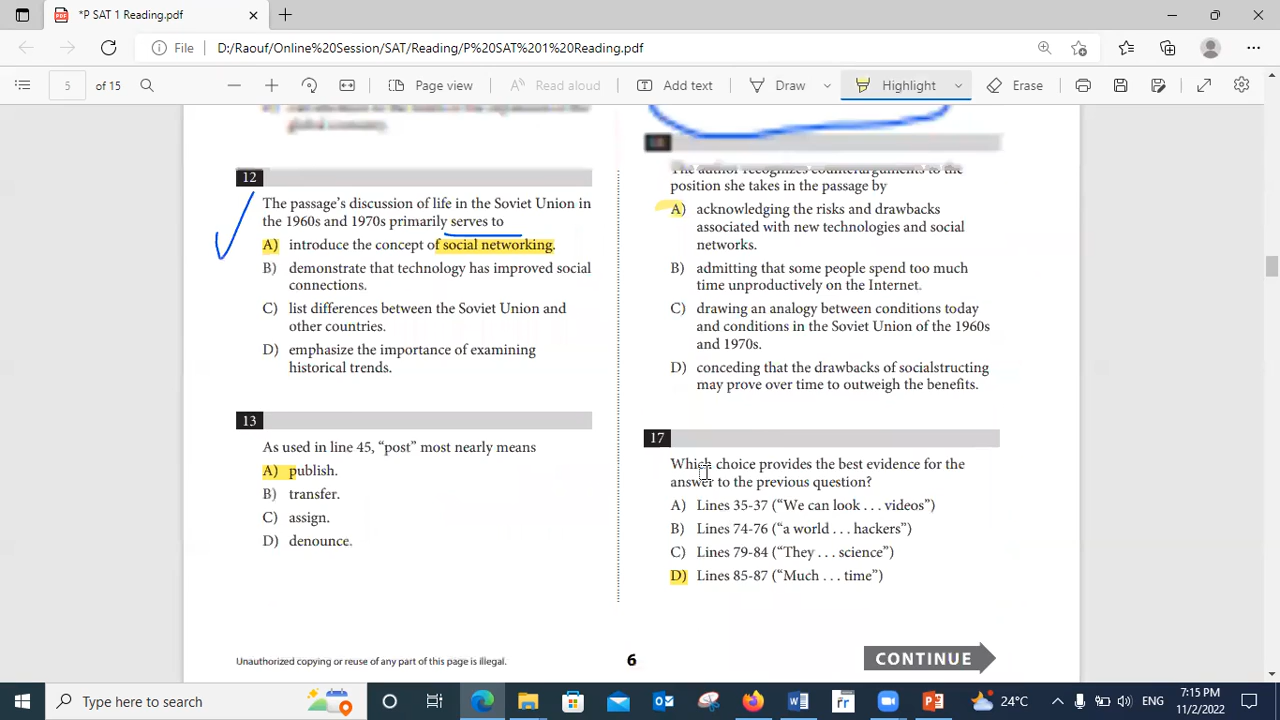 *P SAT 1 Reading.pdf
File
D:/Raouf/Online%20Session/SAT/Reading/P%20SAT%201%20Reading.pdf
5 of 15
Page view
Read aloud
Add text
Draw
Highlight
Erase
global economy.
12
The passage's discussion of life in the Soviet Union in
the 1960s and 1970s primarily serves to
A) introduce the concept of social networking.
B) demonstrate that technology has improved social
connections.
C) list differences between the Soviet Union and
other countries.
D) emphasize the importance of examining
historical trends.
13
As used in line 45, “post” most nearly means
A) publish.
B) transfer.
C) assign.
D) denounce.
The author recognizes counterarguments to the
position she takes in the passage by
A) acknowledging the risks and drawbacks
associated with new technologies and social
networks.
B) admitting that some people spend too much
time unproductively on the Internet.
C) drawing an analogy between conditions today
and conditions in the Soviet Union of the 1960s
and 1970s.
D) conceding that the drawbacks of socialstructing
may prove over time to outweigh the benefits.
17
Which choice provides the best evidence for the
answer to the previous question?
A) Lines 35-37 (“We can look . . . videos”)
B) Lines 74-76 (“a world . . . hackers”)
C) Lines 79-84 (“They . . . science”)
D) Lines 85-87 (“Much . . . time”)
Unauthorized copying or reuse of any part of this page is illegal.
6
CONTINUE
Type here to search
24°C
ENG
7:15 PM
11/2/2022